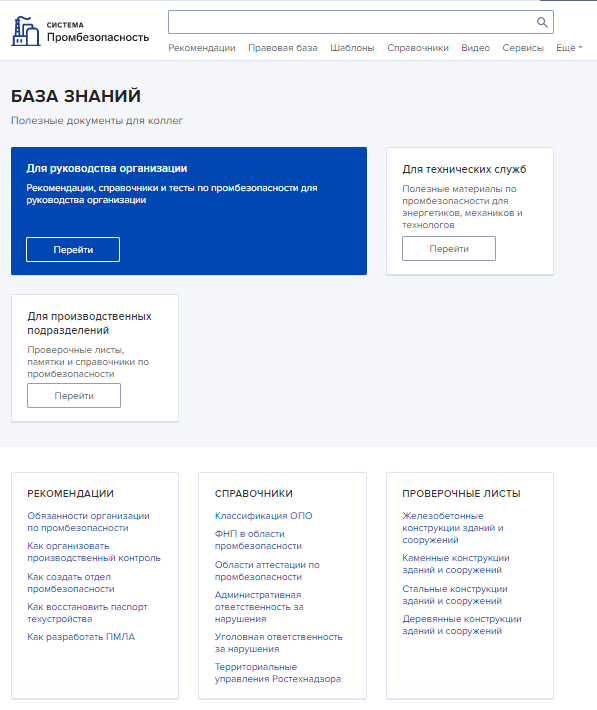 СИСТЕМА
Промбезопасность
Рекомендации Правовая база Шаблоны Справочники Видео Сервисы Ещё
БАЗА ЗНАНИЙ
Полезные документы для коллег
Для руководства организации
Рекомендации, справочники и тесты по промбезопасности для
руководства организации
Перейти
Для технических служб
Полезные материалы по
промбезопасности для
энергетиков, механиков и
технологов
Перейти
Для производственных
подразделений
Проверочные листы,
памятки и справочники по
промбезопасности
Перейти
РЕКОМЕНДАЦИИ
Обязанности организации
по промбезопасности
Как организовать
производственный контроль
Как создать отдел
промбезопасности
Как восстановить паспорт
техустройства
Как разработать ПМЛА
СПРАВОЧНИКИ
Классификация ОПО
ФНП в области
промбезопасности
Области аттестации по
промбезопасности
Административная
ответственность за
нарушения
Уголовная ответственность
за нарушения
Территориальные
управления Ростехнадзора
ПРОВЕРОЧНЫЕ ЛИСТЫ
Железобетонные
конструкции зданий и
сооружений
Каменные конструкции
зданий и сооружений
Стальные конструкции
зданий и сооружений
Деревянные конструкции
зданий и сооружений